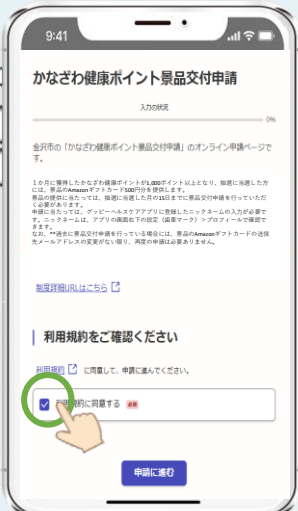 9:41
かなざわ健康ポイント景品交付申請
入力の状況
0%
金沢市の「かなざわ健康ポイント景品交付申請」のオンライン申請ページで
す。
1か月に獲得したかなざわ健康ポイントが1,000ポイント以上となり、抽選に当選した方
には、景品のAmazonギフトカード500円分を提供します。
景品の提供に当たっては、抽選に当選した月の15日までに景品交付申請を行っていただ
く必要があります。
申請に当たっては、グッピーヘルスケアアプリに登録したニックネームの入力が必要で
す。ニックネームは、アプリの画面右下の設定（歯車マーク）＞プロフィールで確認で
きます。
なお、**過去に景品交付申請を行っている場合には、景品のAmazonギフトカードの送信
先メールアドレスの変更がない限り、再度の申請は必要ありません。
制度詳細URLはこちら
利用規約をご確認ください
利用規約 に同意して、申請に進んでください。
利用規約に同意する 必須
申請に進む